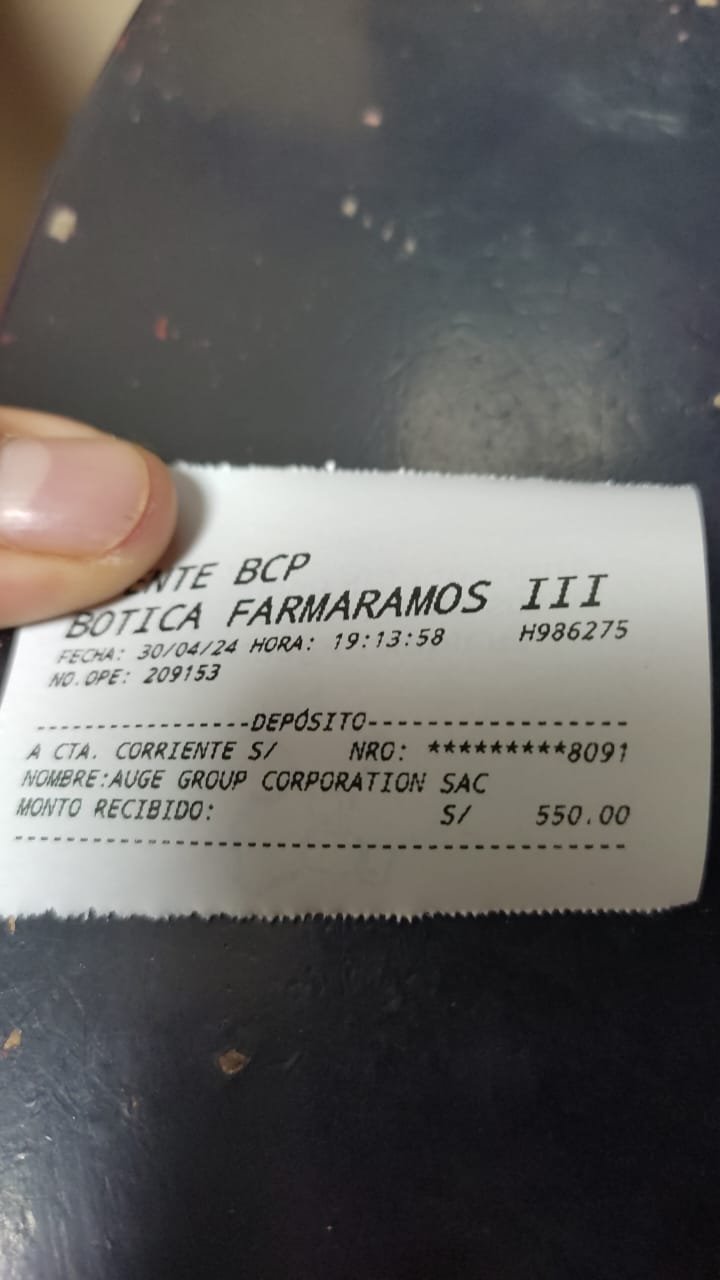 BCP
BOTICA FARMARAMOS III
FECHA: 30/04/24 HORA: 19:13:58 H986275
NO.OPE: 209153
----------------DEPÓSITO-------------------
A CTA. CORRIENTE S/ NRO: *********8091
NOMBRE:AUGE GROUP CORPORATION SAC
MONTO RECIBIDO: S/ 550.00